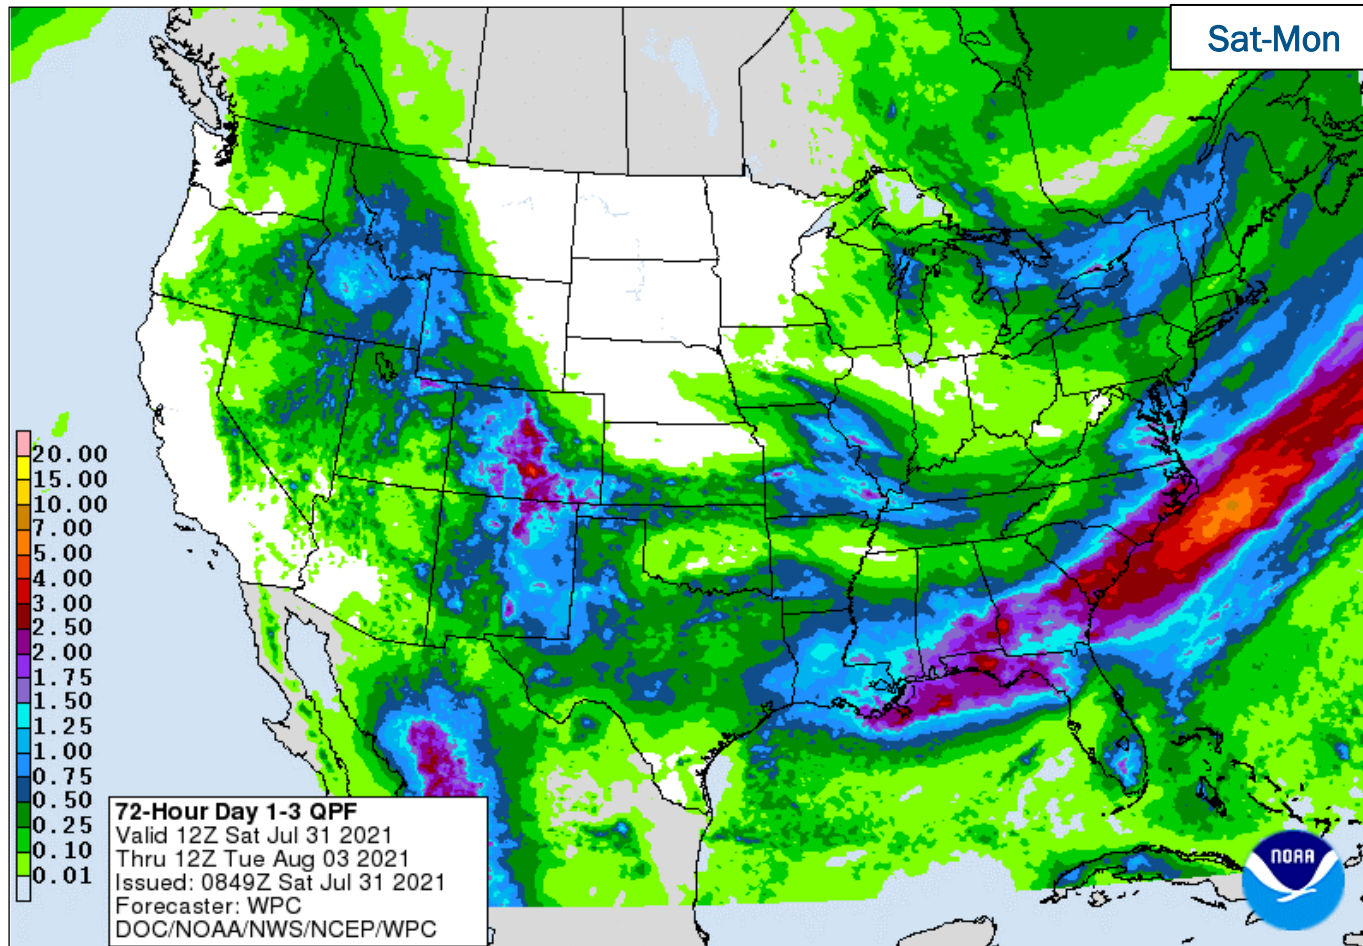 Sat-Mon
20.00
15.00
10.00
7.00
5.00
4.00
3.00
2.50
2.00
1.75
1.50
1.25
1.00
0.75
0.50
0.25
0.10
0.01
72-Hour Day 1-3 QPF
Valid 12Z Sat Jul 31 2021
Thru 12Z Tue Aug 03 2021
Issued: 0849Z Sat Jul 31 2021
Forecaster: WPC
DOC/NOAA/NWS/NCEP/WPC
NOAA